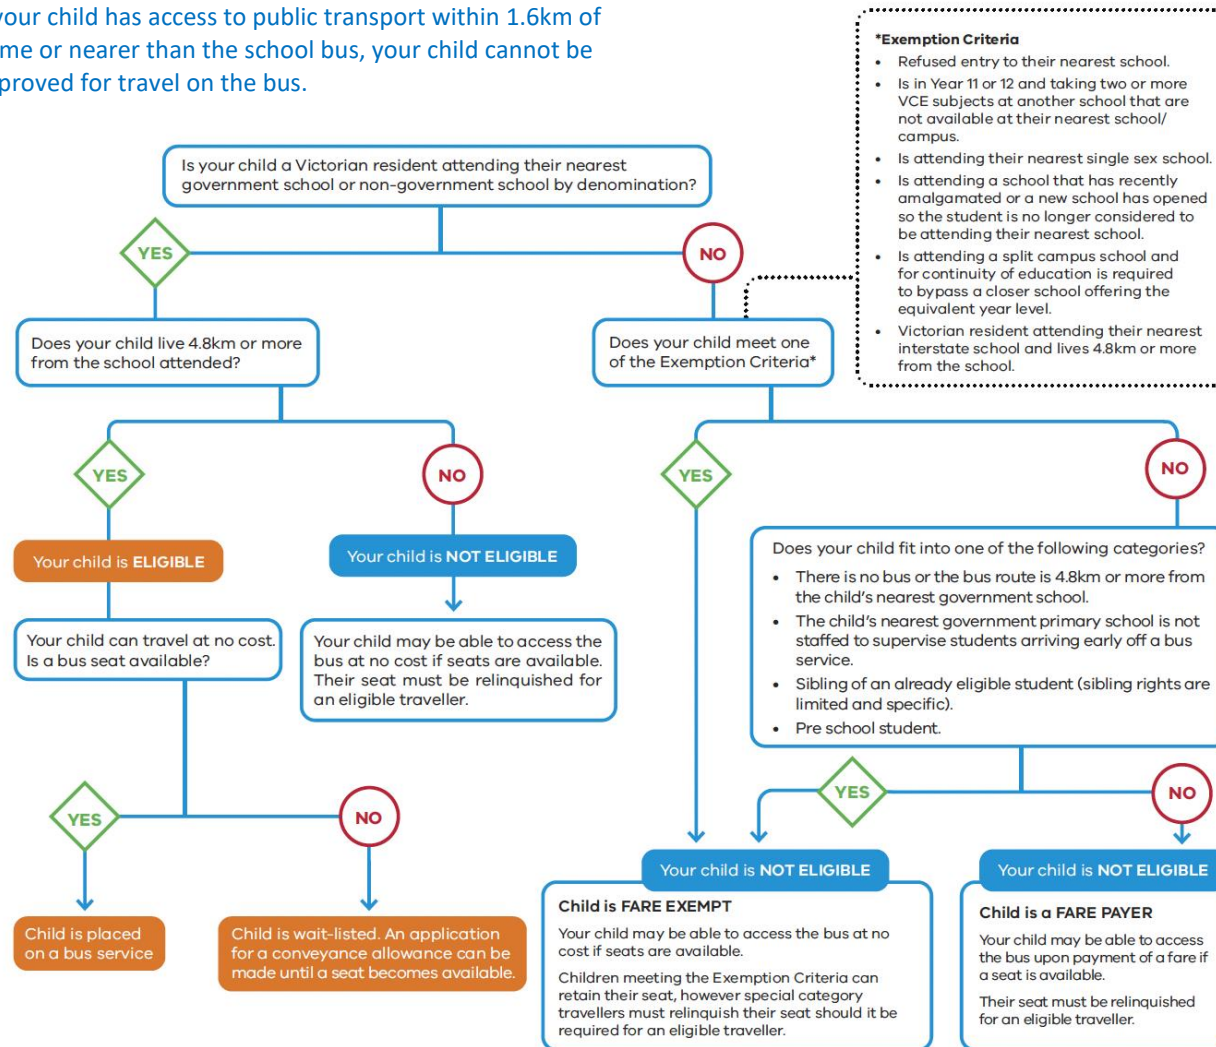 your child has access to public transport within 1.6km of
me or nearer than the school bus, your child cannot be
proved for travel on the bus.
*Exemption Criteria
• Refused entry to their nearest school.
• Is in Year 11 or 12 and taking two or more
VCE subjects at another school that are
not available at their nearest school/
campus.
• Is attending their nearest single sex school.
• Is attending a school that has recently
amalgamated or a new school has opened
so the student is no longer considered to
be attending their nearest school.
• Is attending a split campus school and
for continuity of education is required
to bypass a closer school offering the
equivalent year level.
• Victorian resident attending their nearest
interstate school and lives 4.8km or more
from the school.
Is your child a Victorian resident attending their nearest
government school or non-government school by denomination?
YES
NO
Does your child live 4.8km or more
from the school attended?
Does your child meet one
of the Exemption Criteria*
YES
NO
YES
NO
Your child is ELIGIBLE
Your child is NOT ELIGIBLE
Does your child fit into one of the following categories?
• There is no bus or the bus route is 4.8km or more from
the child's nearest government school.
• The child's nearest government primary school is not
staffed to supervise students arriving early off a bus
service.
• Sibling of an already eligible student (sibling rights are
limited and specific).
• Pre school student.
Your child can travel at no cost.
Is a bus seat available?
Your child may be able to access the
bus at no cost if seats are available.
Their seat must be relinquished for
an eligible traveller.
YES
NO
YES
NO
Child is placed
on a bus service
Child is wait-listed. An application
for a conveyance allowance can be
made until a seat becomes available.
Your child is NOT ELIGIBLE
Child is FARE EXEMPT
Your child may be able to access the bus at no
cost if seats are available.
Children meeting the Exemption Criteria can
retain their seat, however special category
travellers must relinquish their seat should it be
required for an eligible traveller.
Your child is NOT ELIGIBLE
Child is a FARE PAYER
Your child may be able to access
the bus upon payment of a fare if
a seat is available.
Their seat must be relinquished
for an eligible traveller.